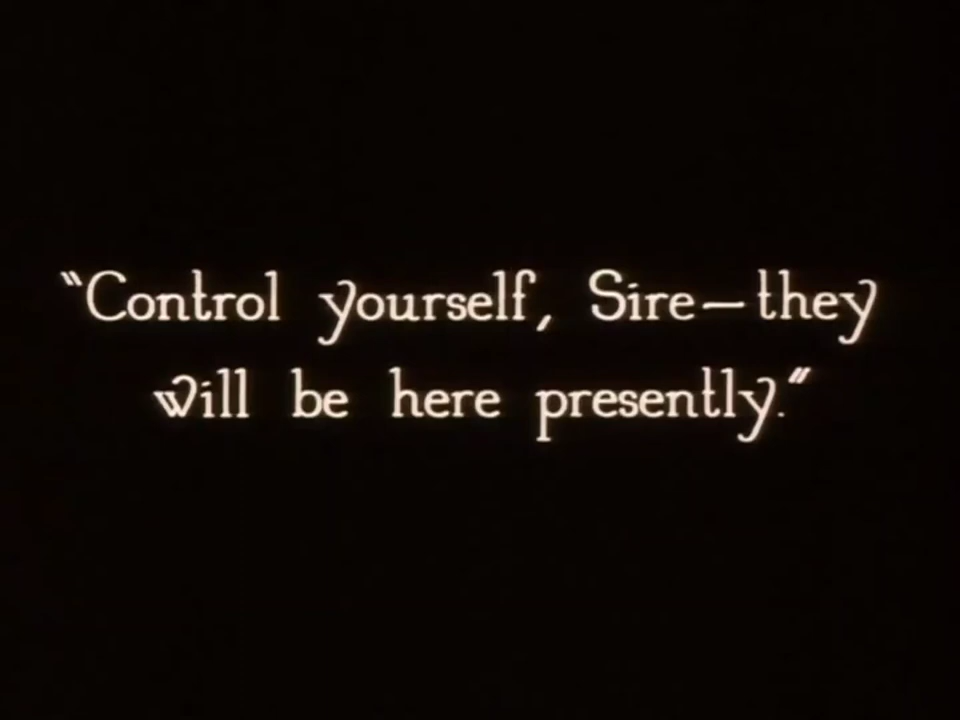 “Control yourself, Sire—they
will be here presently.”